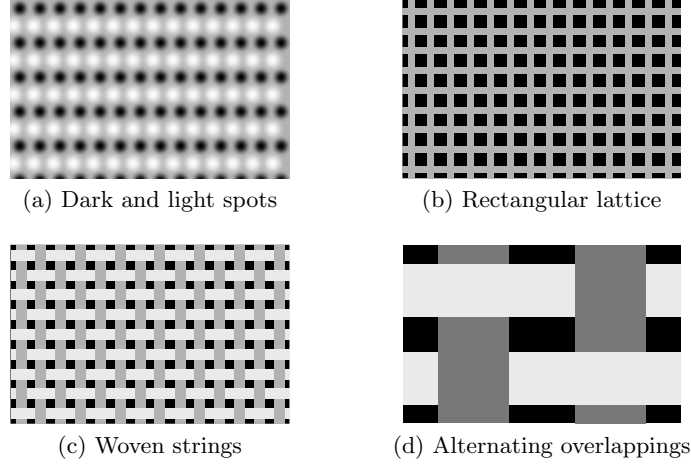 (a) Dark and light spots
(b) Rectangular lattice
(c) Woven strings
(d) Alternating overlappings